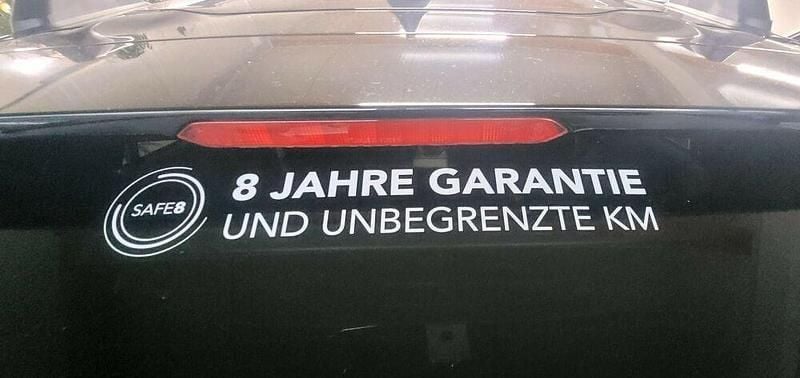 SAFE8
8 JAHRE GARANTIE
UND UNBEGRENZTE KM